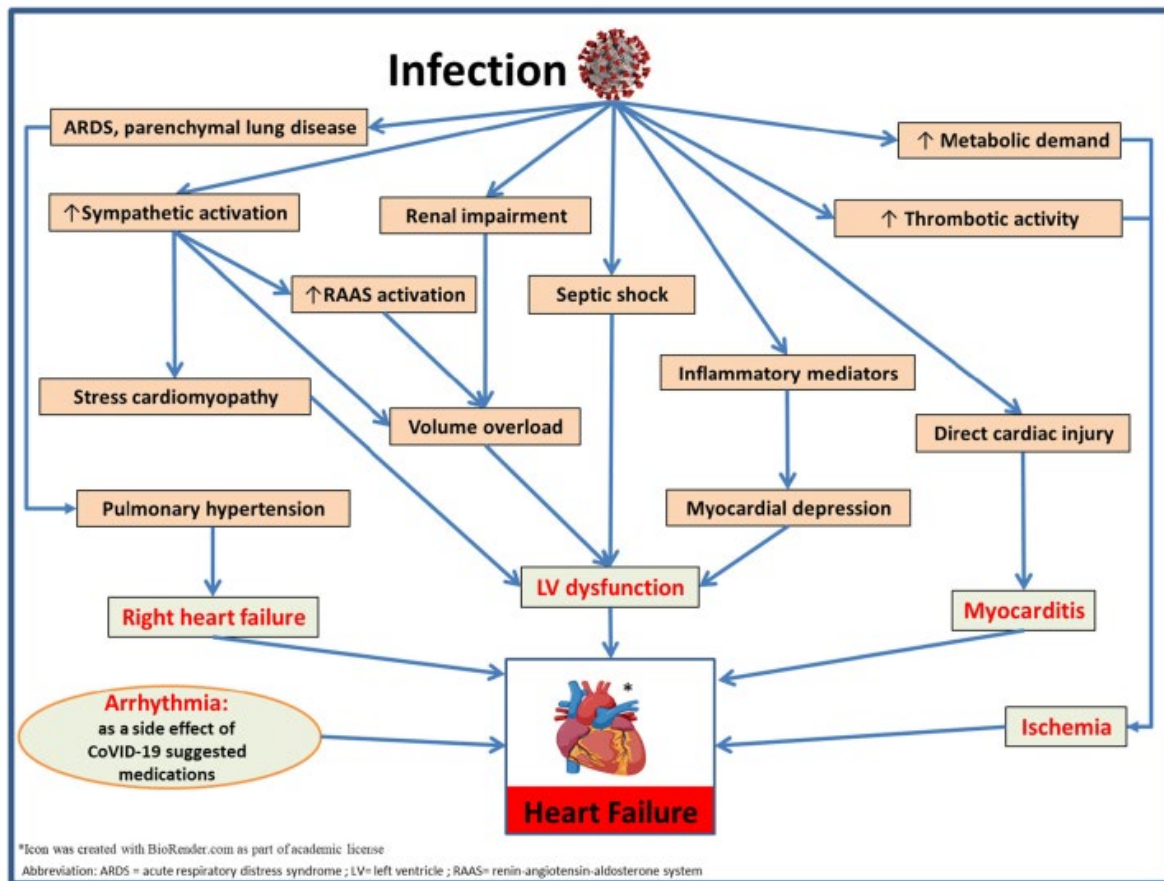 Infection
ARDS, parenchymal lung disease
↑ Metabolic demand
↑Sympathetic activation
Renal impairment
↑ Thrombotic activity
↑RAAS activation
Septic shock
Stress cardiomyopathy
Inflammatory mediators
Volume overload
Direct cardiac injury
Pulmonary hypertension
Myocardial depression
LV dysfunction
Right heart failure
Myocarditis
Arrhythmia:
as a side effect of
CoVID-19 suggested
medications
*
Ischemia
Heart Failure
*Icon was created with BioRender.com as part of academic license
Abbreviation: ARDS = acute respiratory distress syndrome ; LV= left ventricle ; RAAS= renin-angiotensin-aldosterone system